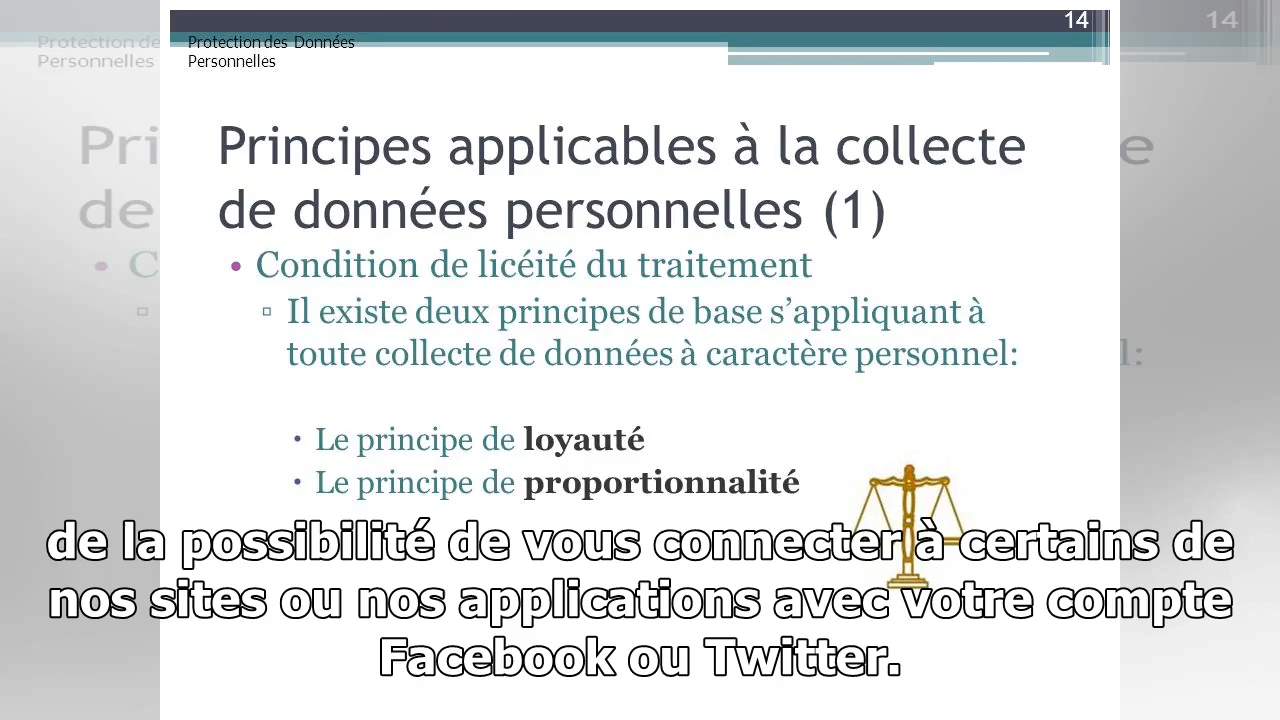 14
Protection des Données
Personnelles
Principes applicables à la collecte
de données personnelles (1)
• Condition de licéité du traitement
▫ Il existe deux principes de base s’appliquant à
toute collecte de données à caractère personnel:
▪ Le principe de loyauté
▪ Le principe de proportionnalité
de la possibilité de vous connecter à certains de
nos sites ou nos applications avec votre compte
Facebook ou Twitter.